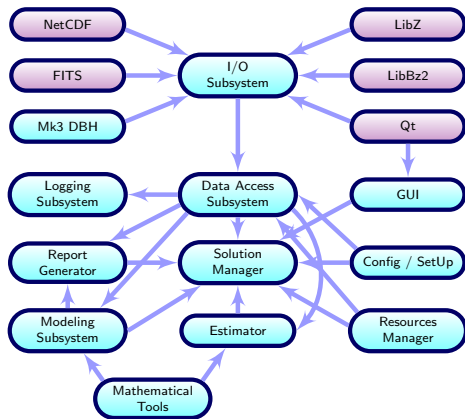 NetCDF
LibZ
FITS
I/O
Subsystem
LibBz2
Mk3 DBH
Qt
Logging
Subsystem
Data Access
Subsystem
GUI
Report
Generator
Solution
Manager
Config / SetUp
Modeling
Subsystem
Estimator
Resources
Manager
Mathematical
Tools